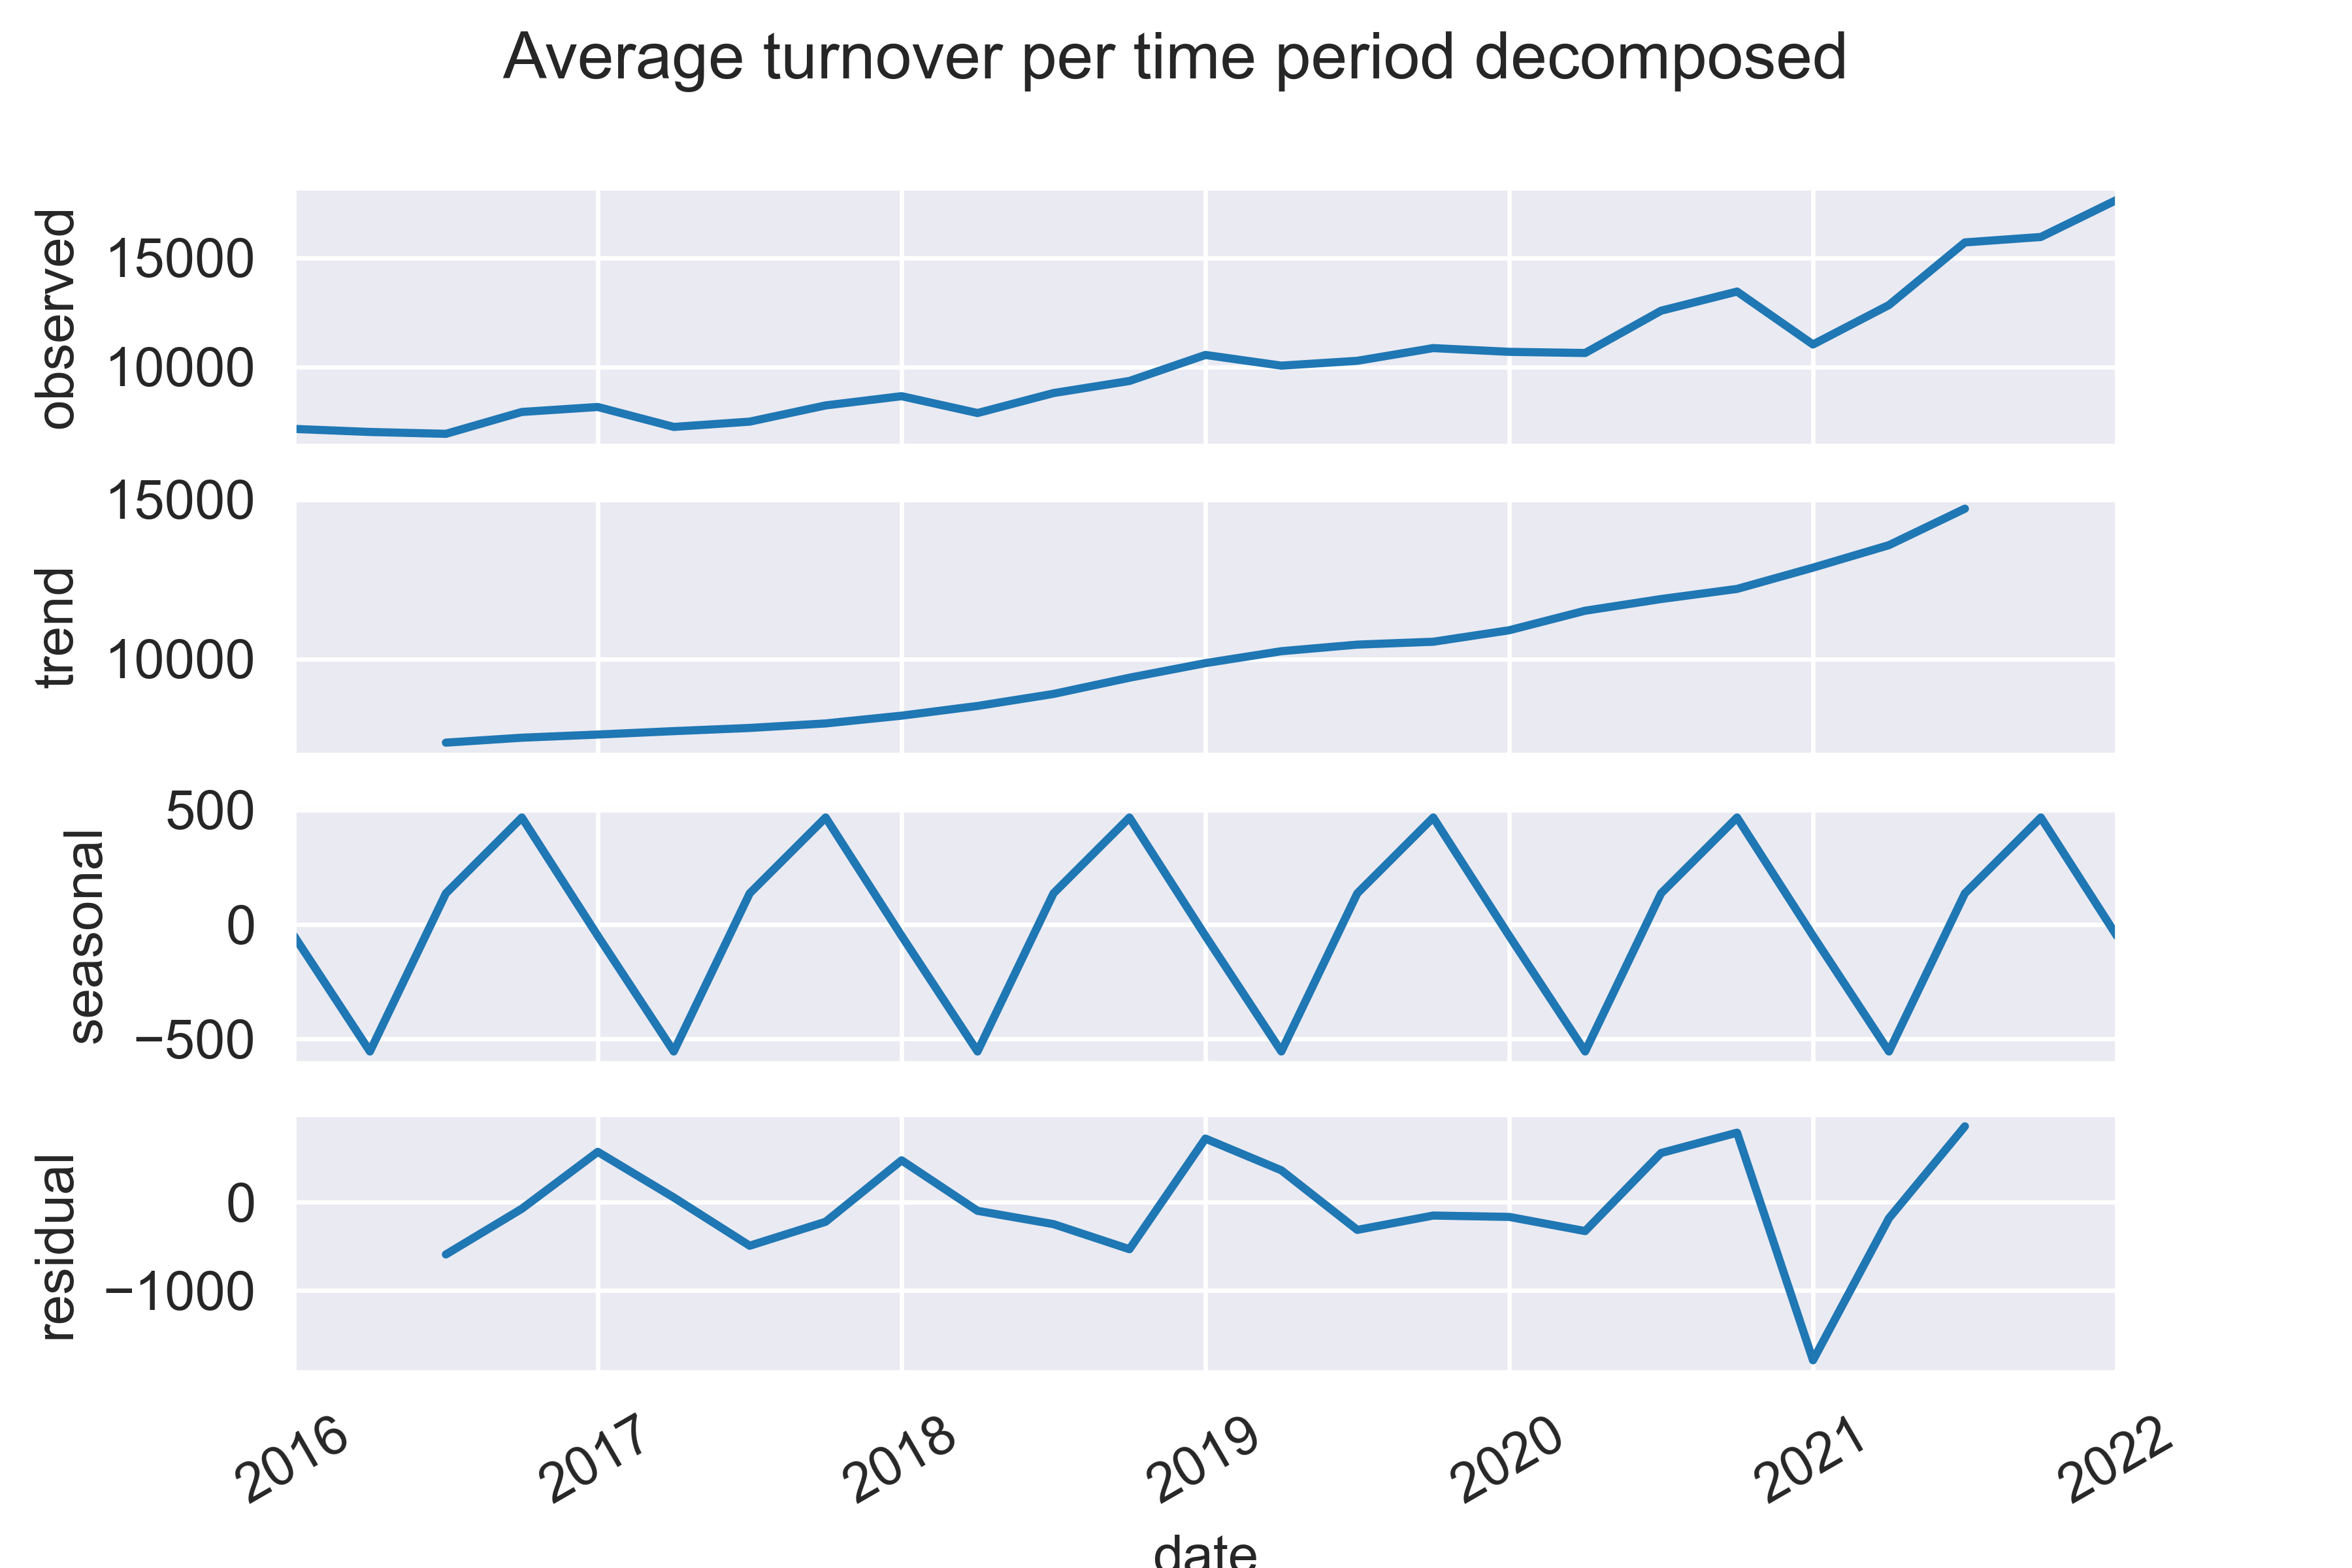 Average turnover per time period decomposed
observed
15000
10000
trend
15000
10000
seasonal
500
0
−500
residual
0
−1000
2016 2017 2018 2019 2020 2021 2022
date